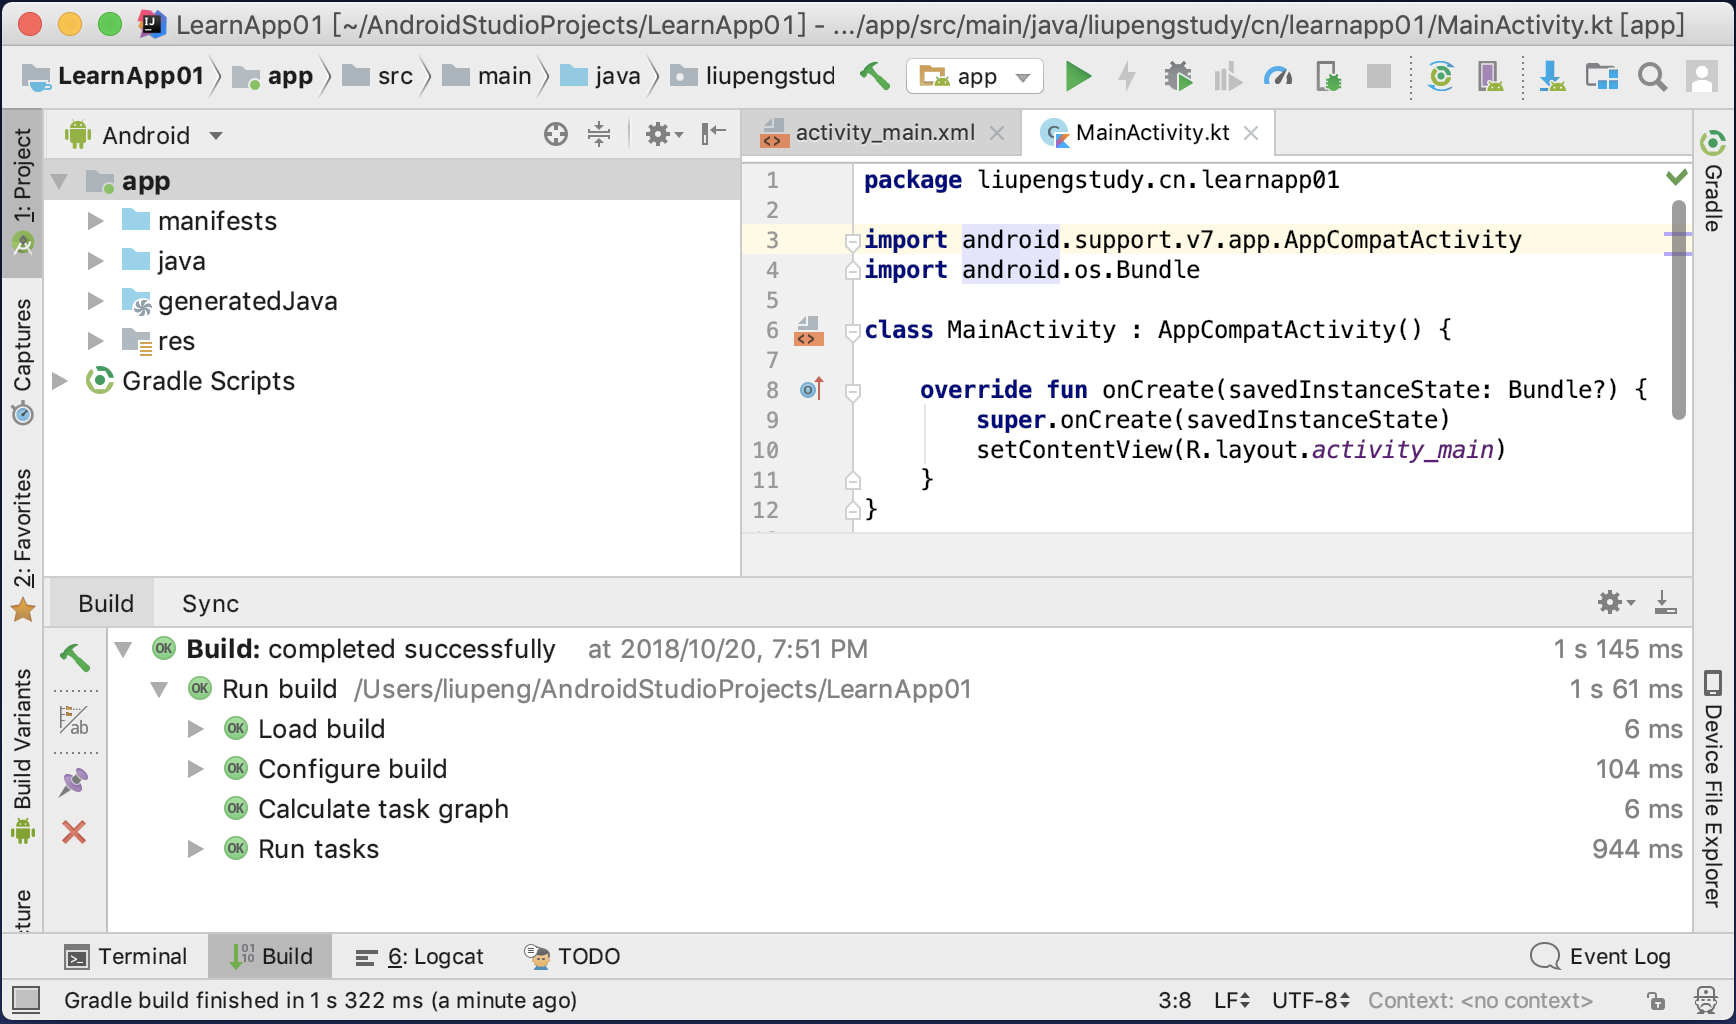 LearnApp01 [~/AndroidStudioProjects/LearnApp01] - .../app/src/main/java/liupengstudy/cn/learnapp01/MainActivity.kt [app]
LearnApp01 app src main java liupengstud app
1: Project
Captures
2: Favorites
Build Variants
cture
Android
app
manifests
java
generatedJava
res
Gradle Scripts
activity_main.xml MainActivity.kt
1 package liupengstudy.cn.learnapp01
2
3 import android.support.v7.app.AppCompatActivity
4 import android.os.Bundle
5
6 class MainActivity : AppCompatActivity() {
7
8 override fun onCreate(savedInstanceState: Bundle?) {
9 super.onCreate(savedInstanceState)
10 setContentView(R.layout.activity_main)
11 }
12 }
Gradle
Device File Explorer
Build Sync
Build: completed successfully at 2018/10/20, 7:51 PM 1 s 145 ms
Run build /Users/liupeng/AndroidStudioProjects/LearnApp01 1 s 61 ms
Load build 6 ms
Configure build 104 ms
Calculate task graph 6 ms
Run tasks 944 ms
Terminal Build 6: Logcat TODO Event Log
Gradle build finished in 1 s 322 ms (a minute ago) 3:8 LF UTF-8 Context: <no context>